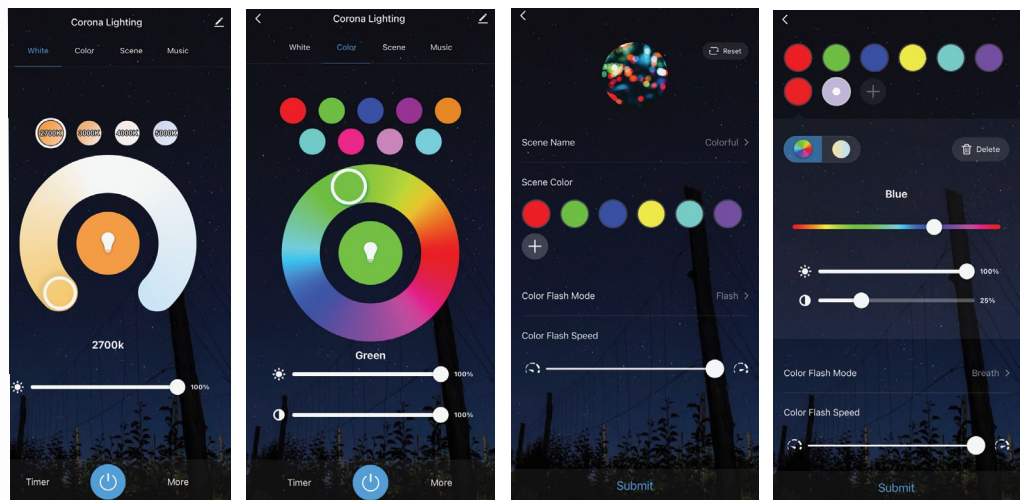 Corona Lighting
White Color Scene Music
2700K 3000K 4000K 5000K
2700k
100%
Timer More
Corona Lighting
White Color Scene Music
Green
100%
100%
Timer More
Reset
Scene Name Colorful
Scene Color
Color Flash Mode Flash
Color Flash Speed
Submit
Delete
Blue
100%
25%
Color Flash Mode Breath
Color Flash Speed
Submit